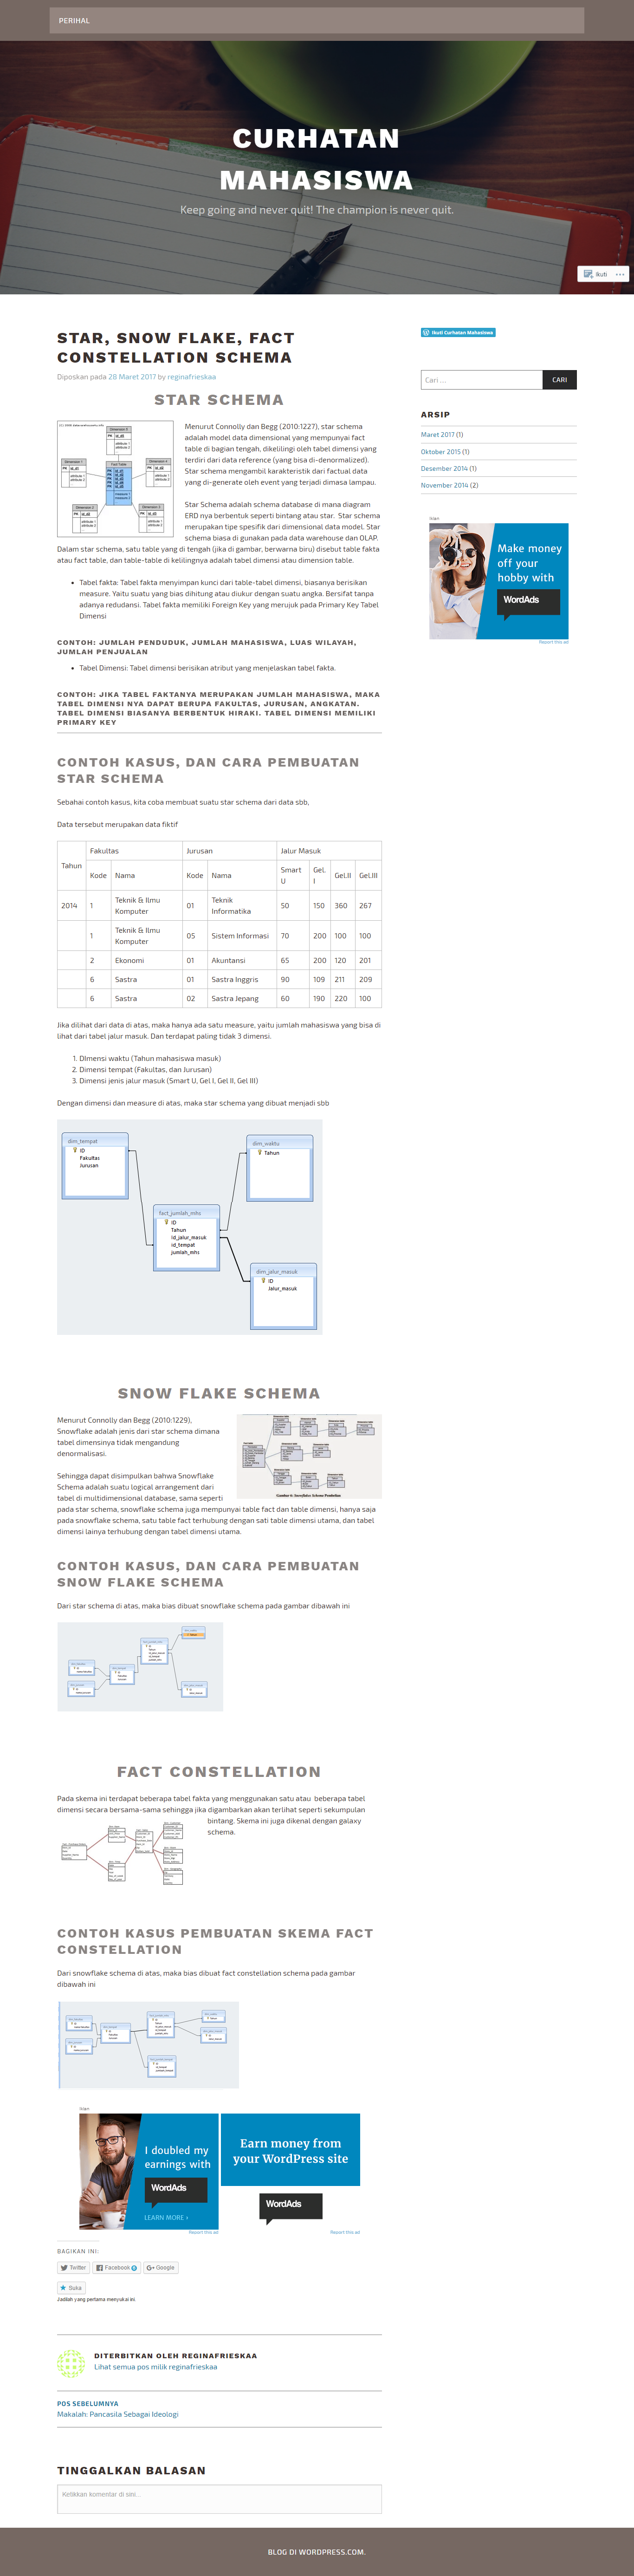 PERIHAL
CURHATAN
MAHASISWA
Keep going and never quit! The champion is never quit.
Ikuti
STAR, SNOW FLAKE, FACT
CONSTELLATION SCHEMA
Diposkan pada 28 Maret 2017 by reginafrieskaa
STAR SCHEMA
Menurut Connolly dan Begg (2010:1227), star schema
adalah model data dimensional yang mempunyai fact
table di bagian tengah, dikelilingi oleh tabel dimensi yang
terdiri dari data reference (yang bisa di-denormalized).
Star schema mengambil karakteristik dari factual data
yang di-generate oleh event yang terjadi dimasa lampau.
Star Schema adalah schema database di mana diagram
ERD nya berbentuk seperti bintang atau star. Star schema
merupakan tipe spesifik dari dimensional data model. Star
schema biasa di gunakan pada data warehouse dan OLAP.
Dalam star schema, satu table yang di tengah (jika di gambar, berwarna biru) disebut table fakta
atau fact table, dan table-table di kelilingnya adalah tabel dimensi atau dimension table.
Tabel fakta: Tabel fakta menyimpan kunci dari table-tabel dimensi, biasanya berisikan
measure. Yaitu suatu yang bias dihitung atau diukur dengan suatu angka. Bersifat tanpa
adanya redudansi. Tabel fakta memiliki Foreign Key yang merujuk pada Primary Key Tabel
Dimensi
CONTOH: JUMLAH PENDUDUK, JUMLAH MAHASISWA, LUAS WILAYAH,
JUMLAH PENJUALAN
Tabel Dimensi: Tabel dimensi berisikan atribut yang menjelaskan tabel fakta.
CONTOH: JIKA TABEL FAKTANYA MERUPAKAN JUMLAH MAHASISWA, MAKA
TABEL DIMENSI NYA DAPAT BERUPA FAKULTAS, JURUSAN, ANGKATAN.
TABEL DIMENSI BIASANYA BERBENTUK HIRAKI. TABEL DIMENSI MEMILIKI
PRIMARY KEY
CONTOH KASUS, DAN CARA PEMBUATAN
STAR SCHEMA
Sebahai contoh kasus, kita coba membuat suatu star schema dari data sbb,
Data tersebut merupakan data fiktif
Tahun Fakultas Jurusan Jalur Masuk
Kode Nama Kode Nama Smart U Gel. I Gel.II Gel.III
2014 1 Teknik & Ilmu Komputer 01 Teknik Informatika 50 150 360 267
1 Teknik & Ilmu Komputer 05 Sistem Informasi 70 200 100 100
2 Ekonomi 01 Akuntansi 65 200 120 201
6 Sastra 01 Sastra Inggris 90 109 211 209
6 Sastra 02 Sastra Jepang 60 190 220 100
Jika dilihat dari data di atas, maka hanya ada satu measure, yaitu jumlah mahasiswa yang bisa di
lihat dari tabel jalur masuk. Dan terdapat paling tidak 3 dimensi.
1. DImensi waktu (Tahun mahasiswa masuk)
2. Dimensi tempat (Fakultas, dan Jurusan)
3. Dimensi jenis jalur masuk (Smart U, Gel I, Gel II, Gel III)
Dengan dimensi dan measure di atas, maka star schema yang dibuat menjadi sbb
dim_tempat
ID
Fakultas
Jurusan
dim_waktu
Tahun
fact_jumlah_mhs
ID
Tahun
Id_jalur_masuk
id_tempat
jumlah_mhs
dim_jalur_masuk
ID
Jalur_masuk
SNOW FLAKE SCHEMA
Menurut Connolly dan Begg (2010:1229),
Snowflake adalah jenis dari star schema dimana
tabel dimensinya tidak mengandung
denormalisasi.
Sehingga dapat disimpulkan bahwa Snowflake
Schema adalah suatu logical arrangement dari
tabel di multidimensional database, sama seperti
pada star schema, snowflake schema juga mempunyai table fact dan table dimensi, hanya saja
pada snowflake schema, satu table fact terhubung dengan sati table dimensi utama, dan tabel
dimensi lainya terhubung dengan tabel dimensi utama.
CONTOH KASUS, DAN CARA PEMBUATAN
SNOW FLAKE SCHEMA
Dari star schema di atas, maka bias dibuat snowflake schema pada gambar dibawah ini
FACT CONSTELLATION
Pada skema ini terdapat beberapa tabel fakta yang menggunakan satu atau beberapa tabel
dimensi secara bersama-sama sehingga jika digambarkan akan terlihat seperti sekumpulan
bintang. Skema ini juga dikenal dengan galaxy
schema.
CONTOH KASUS PEMBUATAN SKEMA FACT
CONSTELLATION
Dari snowflake schema di atas, maka bias dibuat fact constellation schema pada gambar
dibawah ini
Iklan
I doubled my
earnings with
WordAds
LEARN MORE ›
Report this ad
Earn money from
your WordPress site
WordAds
Report this ad
BAGIKAN INI:
Twitter
Facebook
Google
Suka
Jadilah yang pertama menyukai ini.
DITERBITKAN OLEH REGINAFRIESKAA
Lihat semua pos milik reginafrieskaa
POS SEBELUMNYA
Makalah: Pancasila Sebagai Ideologi
TINGGALKAN BALASAN
Ketikkan komentar di sini...
Ikuti Curhatan Mahasiswa
Cari …
CARI
ARSIP
Maret 2017 (1)
Oktober 2015 (1)
Desember 2014 (1)
November 2014 (2)
Iklan
Make money
off your
hobby with
WordAds
Report this ad
BLOG DI WORDPRESS.COM.